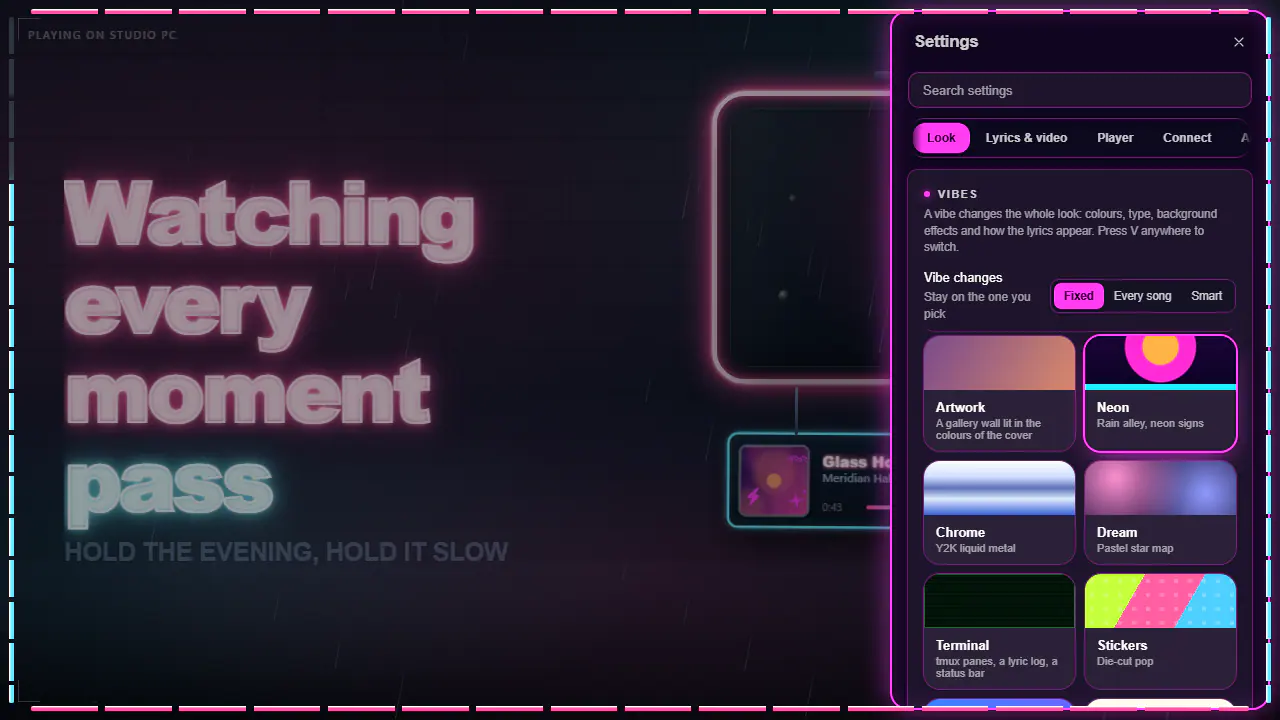 PLAYING ON STUDIO PC
Watching
every
moment
pass
HOLD THE EVENING, HOLD IT SLOW
Meridian
0:43
Settings
Search settings
Look
Lyrics & video
Player
Connect
VIBES
A vibe changes the whole look: colours, type, background
effects and how the lyrics appear. Press V anywhere to
switch.
Vibe changes
Stay on the one you
pick
Fixed
Every song
Smart
Artwork
A gallery wall lit in the
colours of the cover
Neon
Rain alley, neon signs
Chrome
Y2K liquid metal
Dream
Pastel star map
Terminal
tmux panes, a lyric log, a
status bar
Stickers
Die-cut pop